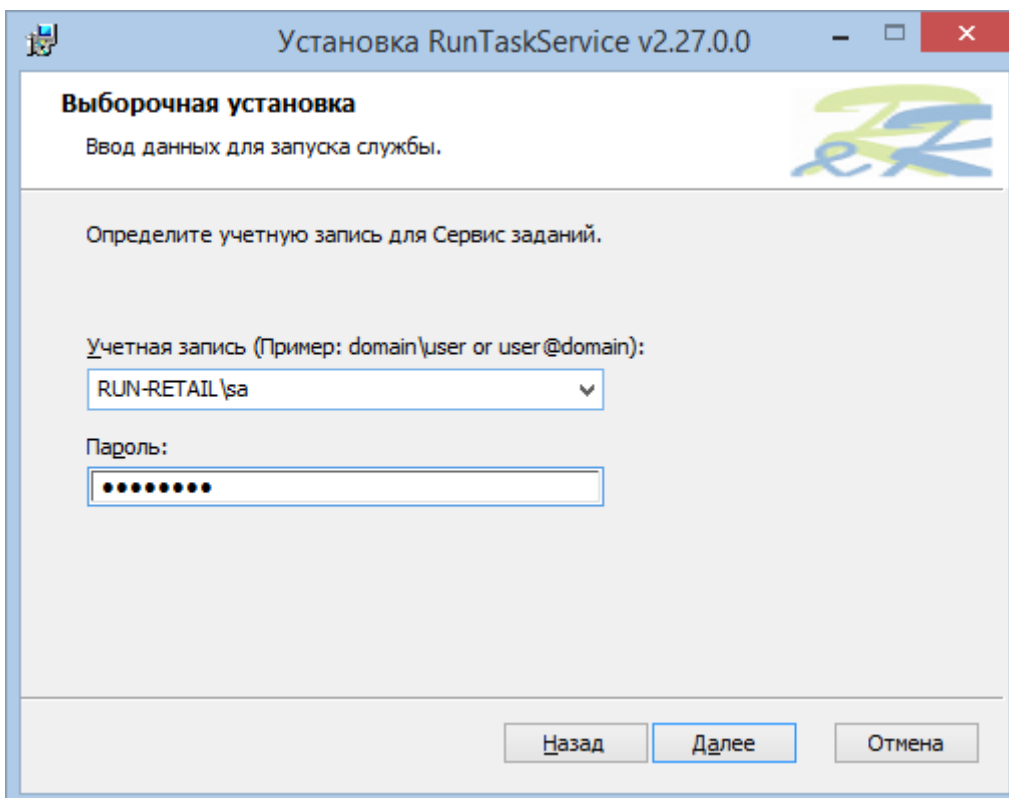 Установка RunTaskService v2.27.0.0
Выборочная установка
Ввод данных для запуска службы.
Определите учетную запись для Сервис заданий.
Учетная запись (Пример: domain\user or user@domain):
RUN-RETAIL\sa
Пароль:
••••••••
Назад Далее Отмена